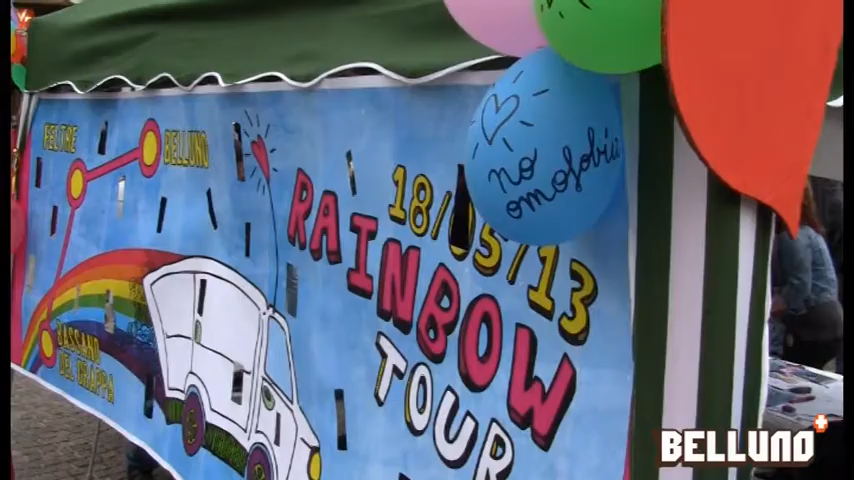 FELTRE
BELLUNO
18/05/13
RAINBOW
TOUR
no
omofobia
BASSANO
DEL GRAPPA
BELLUNO